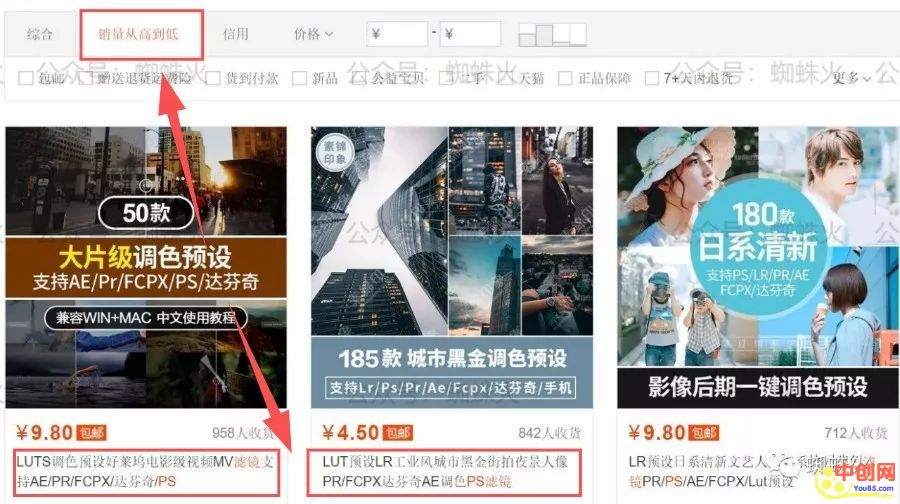 综合 销量从高到低 信用 价格 ¥ - ¥
包邮 赠送退货运费险 货到付款 新品 公益宝贝 二手 天猫 正品保障 7+天内退货 更多
公众号：蜘蛛火 公众号：蜘蛛火 公众号：蜘蛛火
50款
大片级调色预设
支持AE/Pr/FCPX/PS/达芬奇
兼容WIN+MAC 中文使用教程
素锦
印象
185款 城市黑金调色预设
支持Lr/Ps/Pr/Ae/Fcpx/达芬奇/手机
180款
日系清新
支持PS/LR/PR/AE
FCPX/达芬奇
影像后期一键调色预设
¥9.80 包邮 958人收货
LUTS调色预设好莱坞电影级视频MV滤镜支
持AE/PR/FCPX/达芬奇/PS
¥4.50 包邮 842人收货
LUT预设LR工业风城市黑金街拍夜景人像
PR/FCPX达芬奇AE调色PS滤镜
¥9.80 包邮 712人收货
LR预设日系清新文艺人
镜PR/PS/AE/FCPX/Lut预设
蜘蛛火
中创网
You85.com